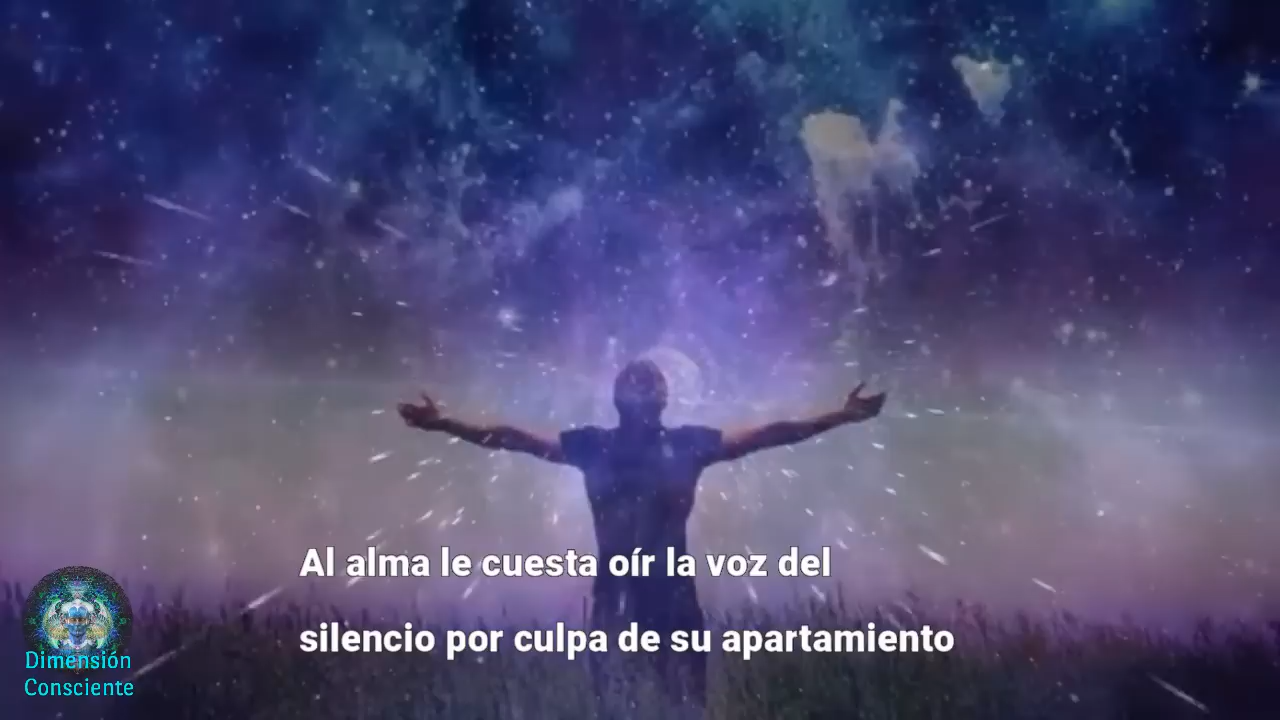 Al alma le cuesta oír la voz del
silencio por culpa de su apartamiento
Dimensión
Consciente